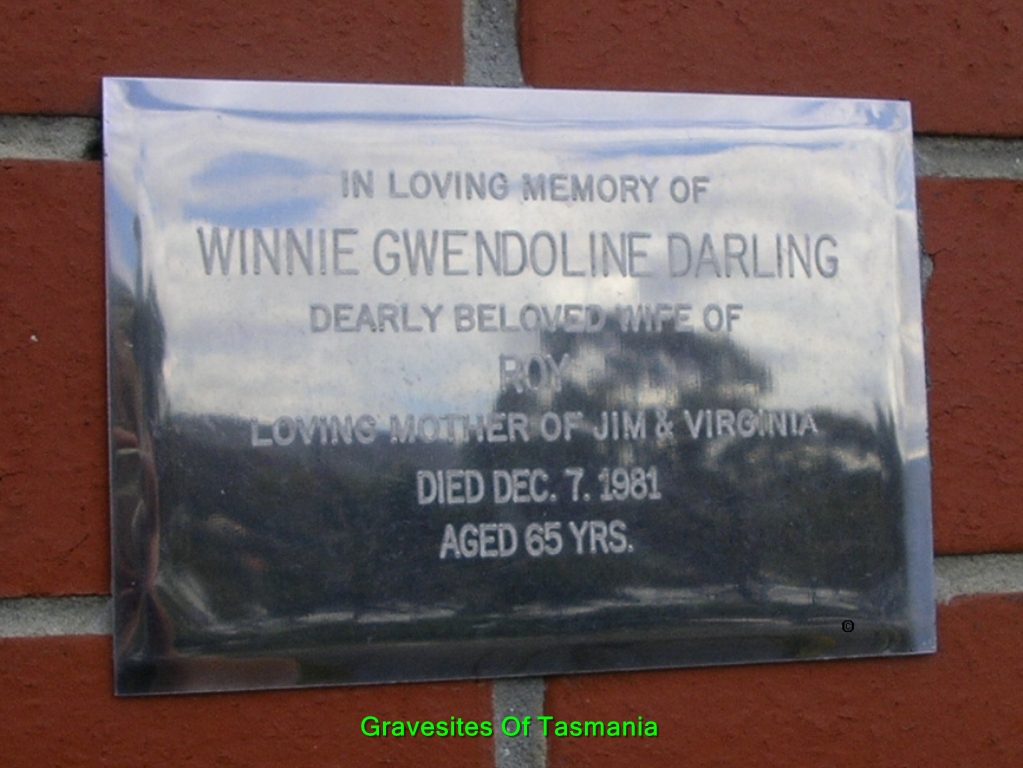 IN LOVING MEMORY OF
WINNIE GWENDOLINE DARLING
DEARLY BELOVED WIFE OF
ROY
LOVING MOTHER OF JIM & VIRGINIA
DIED DEC. 7. 1981
AGED 65 YRS.
©
Gravesites Of Tasmania